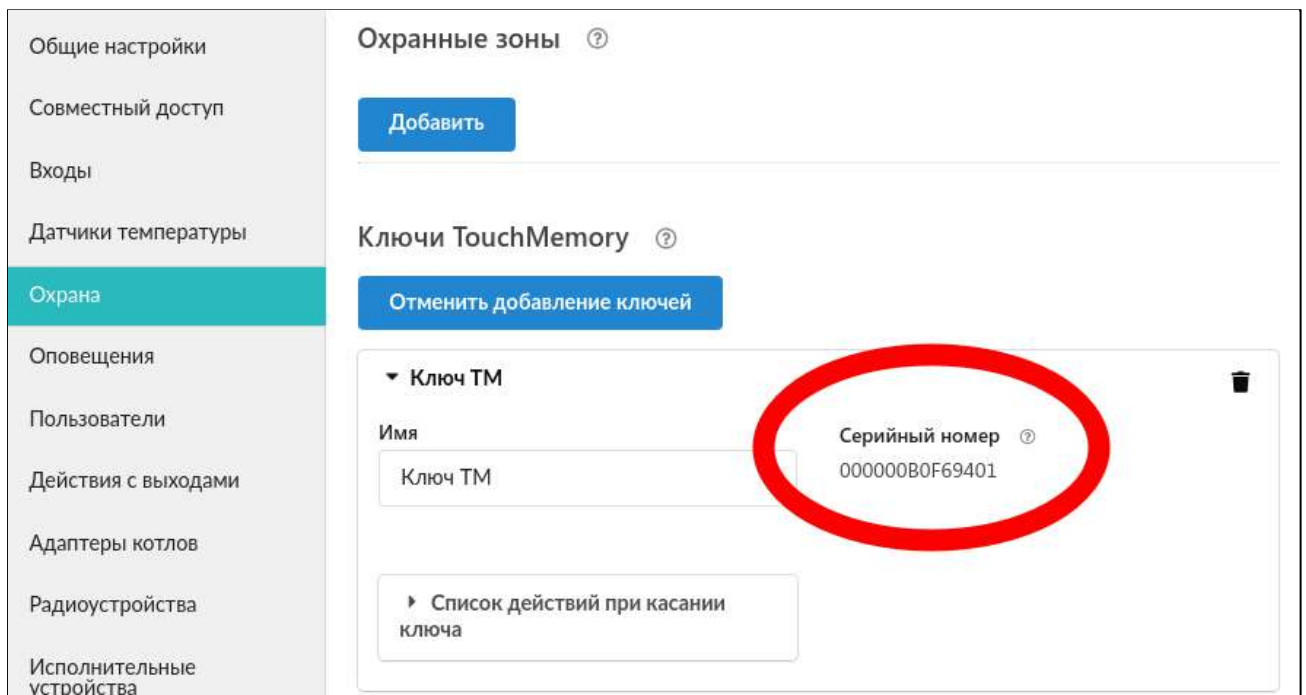 Общие настройки
Совместный доступ
Входы
Датчики температуры
Охрана
Оповещения
Пользователи
Действия с выходами
Адаптеры котлов
Радиоустройства
Исполнительные
устройства
Охранные зоны ?
Добавить
Ключи TouchMemory ?
Отменить добавление ключей
Ключ ТМ
Имя
Ключ ТМ
Серийный номер ?
000000B0F69401
Список действий при касании
ключа